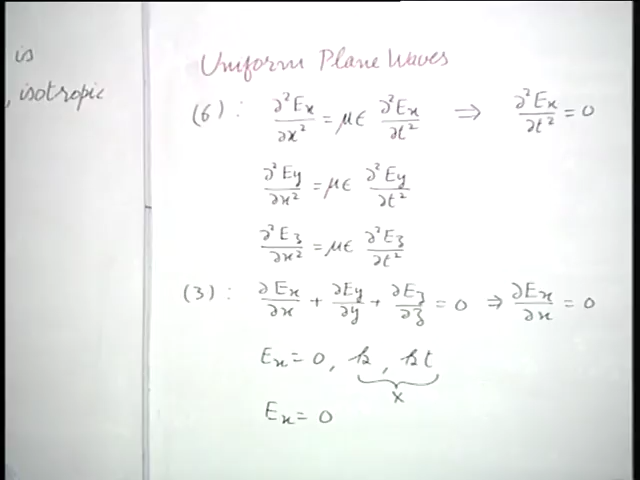 is
, isotropic
Uniform Plane Waves
(6) : ∂²Ex/∂x² = μϵ ∂²Ex/∂t² ⇒ ∂²Ex/∂t² = 0
∂²Ey/∂x² = μϵ ∂²Ey/∂t²
∂²Ez/∂x² = μϵ ∂²Ez/∂t²
(3) : ∂Ex/∂x + ∂Ey/∂y + ∂Ez/∂z = 0 ⇒ ∂Ex/∂x = 0
Ex = 0, k, kt
x
Ex = 0